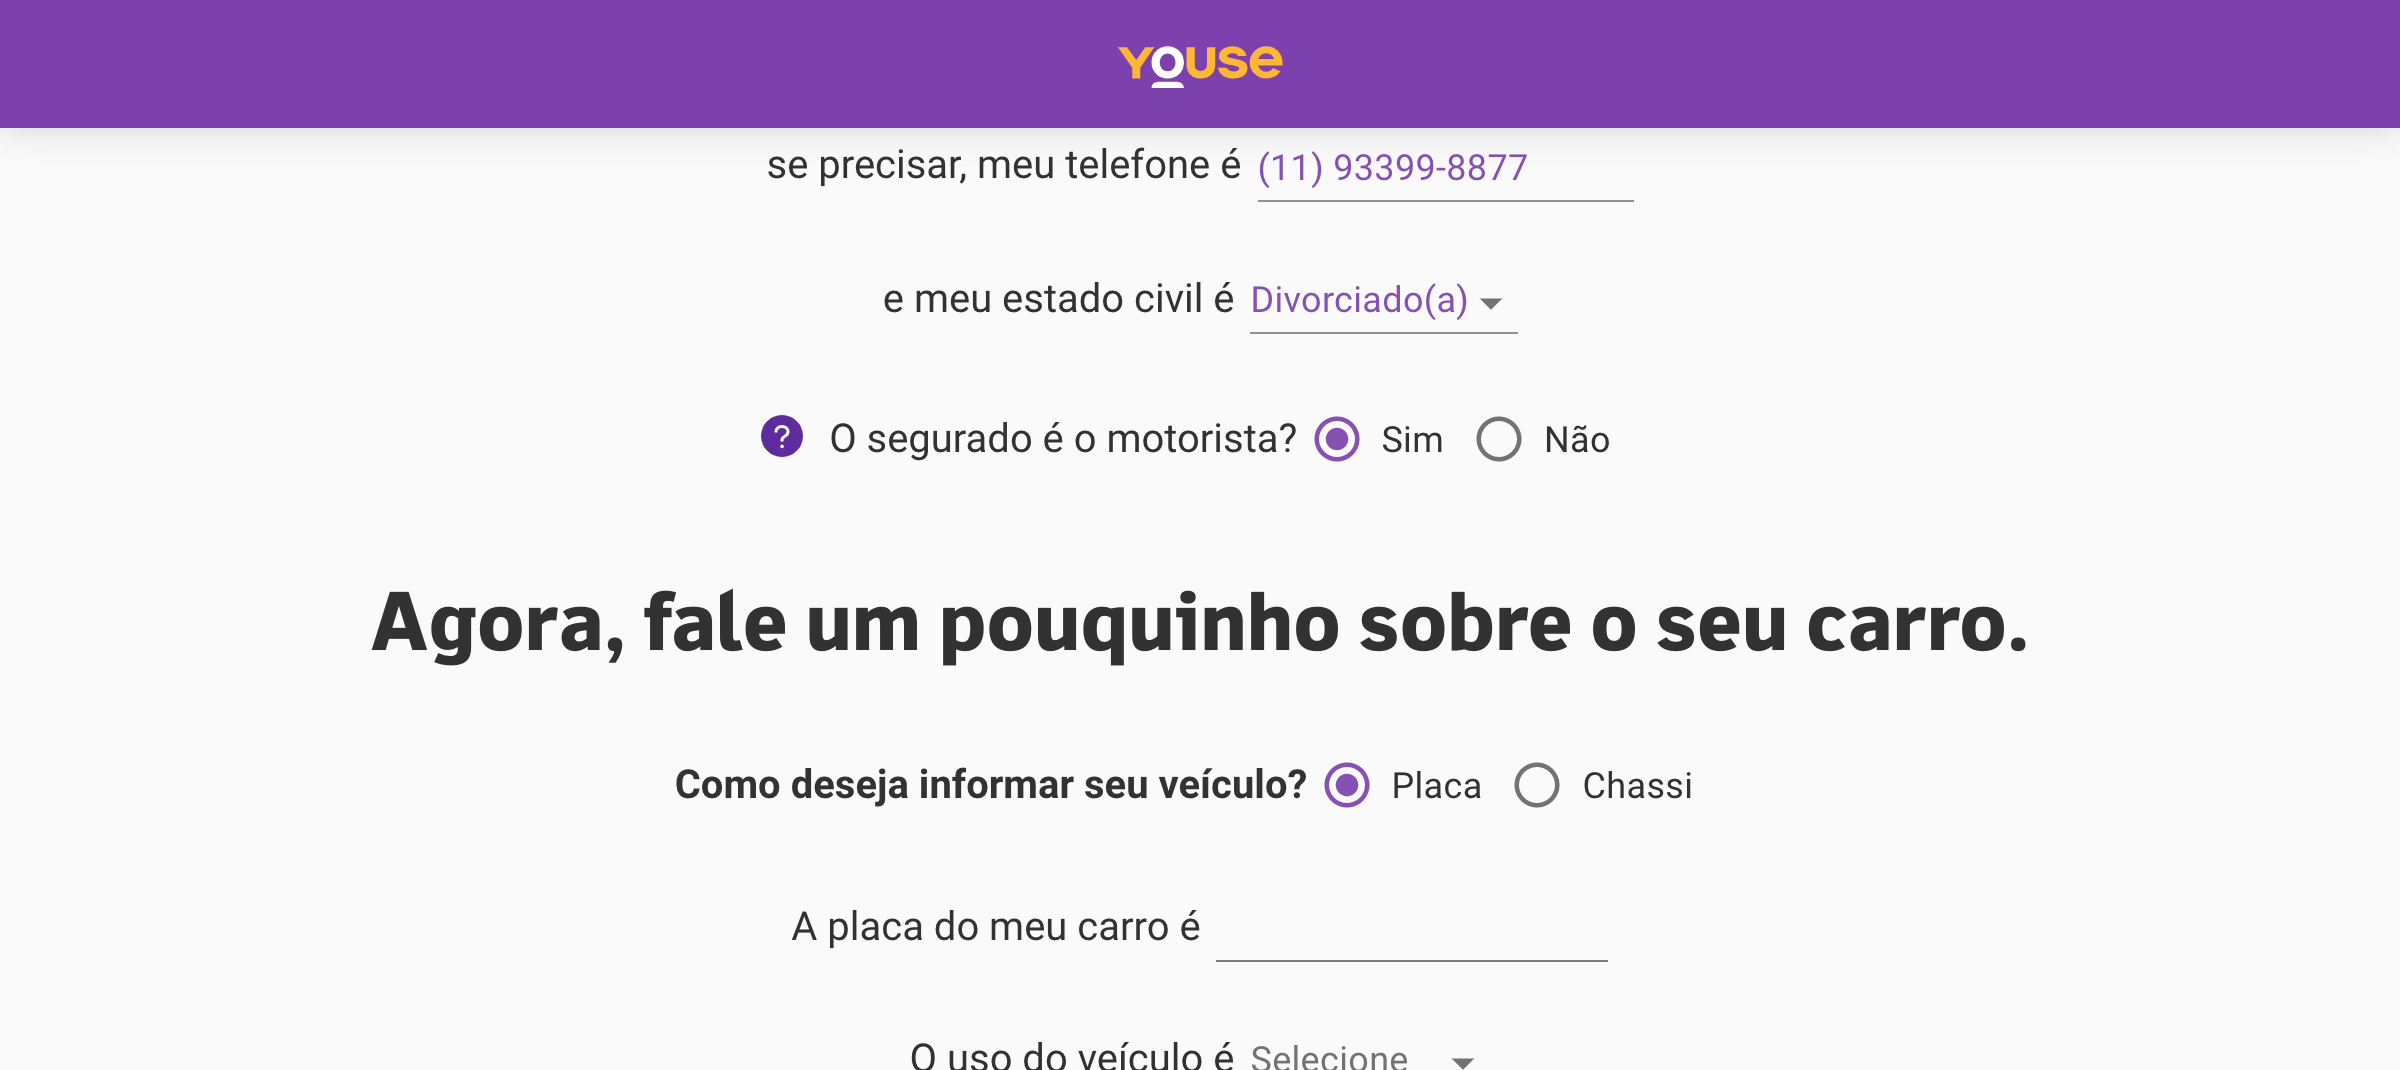 youse
se precisar, meu telefone é (11) 93399-8877
e meu estado civil é Divorciado(a)
? O segurado é o motorista? Sim Não
Agora, fale um pouquinho sobre o seu carro.
Como deseja informar seu veículo? Placa Chassi
A placa do meu carro é
O uso do veículo é Selecione